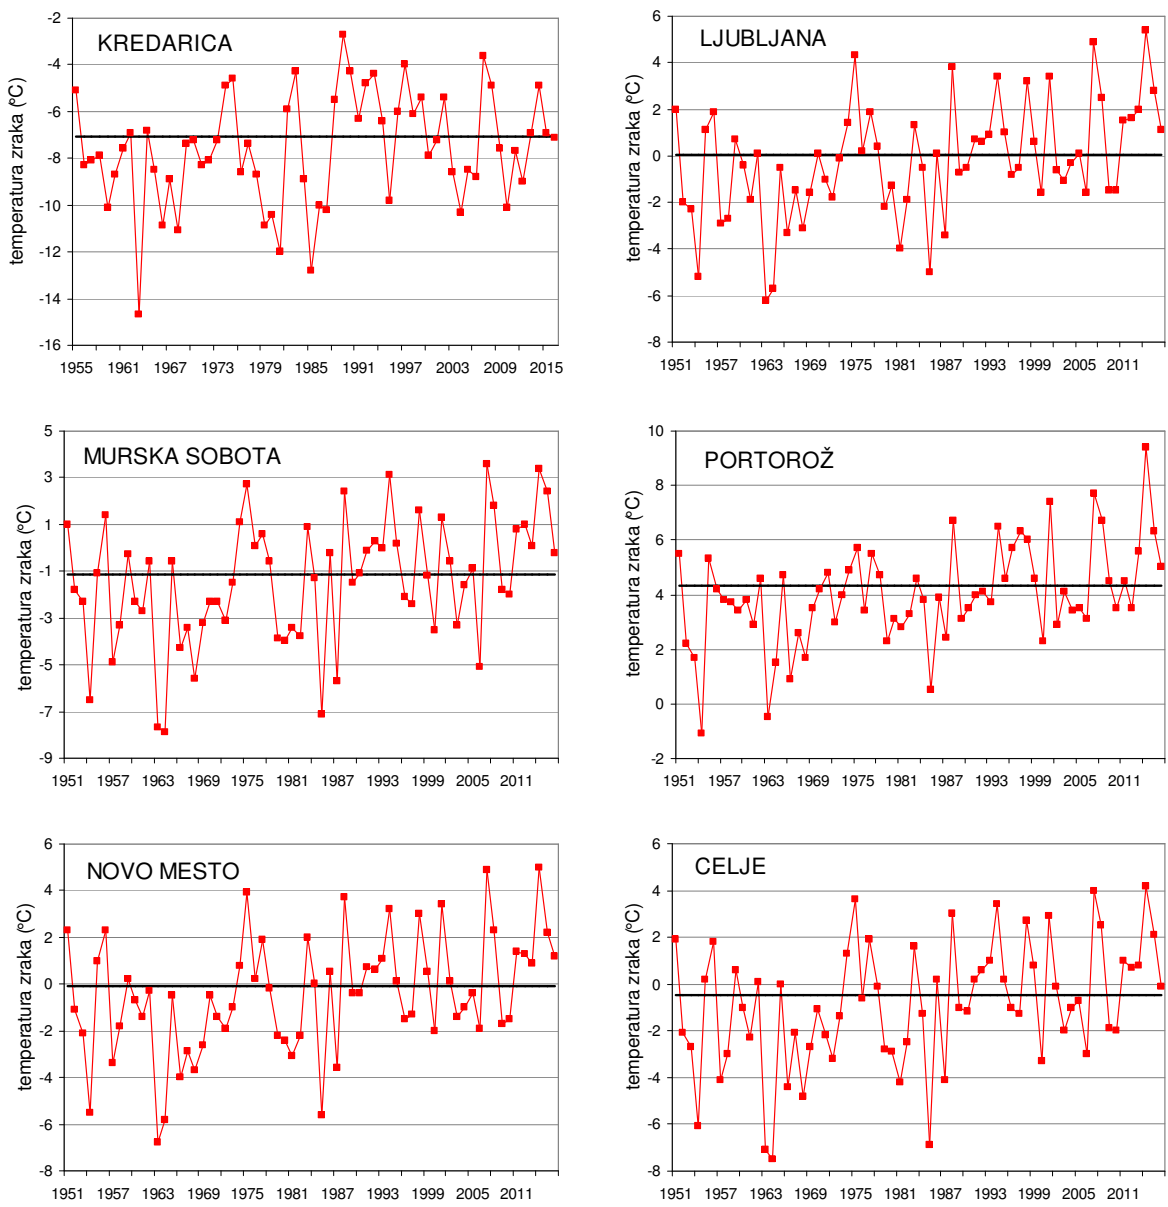 KREDARICA
temperatura zraka (ºC)
-2
-4
-6
-8
-10
-12
-14
-16
1955 1961 1967 1973 1979 1985 1991 1997 2003 2009 2015
LJUBLJANA
temperatura zraka (ºC)
6
4
2
0
-2
-4
-6
-8
1951 1957 1963 1969 1975 1981 1987 1993 1999 2005 2011
MURSKA SOBOTA
temperatura zraka (ºC)
5
3
1
-1
-3
-5
-7
-9
1951 1957 1963 1969 1975 1981 1987 1993 1999 2005 2011
PORTOROŽ
temperatura zraka (ºC)
10
8
6
4
2
0
-2
1951 1957 1963 1969 1975 1981 1987 1993 1999 2005 2011
NOVO MESTO
temperatura zraka (ºC)
6
4
2
0
-2
-4
-6
-8
1951 1957 1963 1969 1975 1981 1987 1993 1999 2005 2011
CELJE
temperatura zraka (ºC)
6
4
2
0
-2
-4
-6
-8
1951 1957 1963 1969 1975 1981 1987 1993 1999 2005 2011